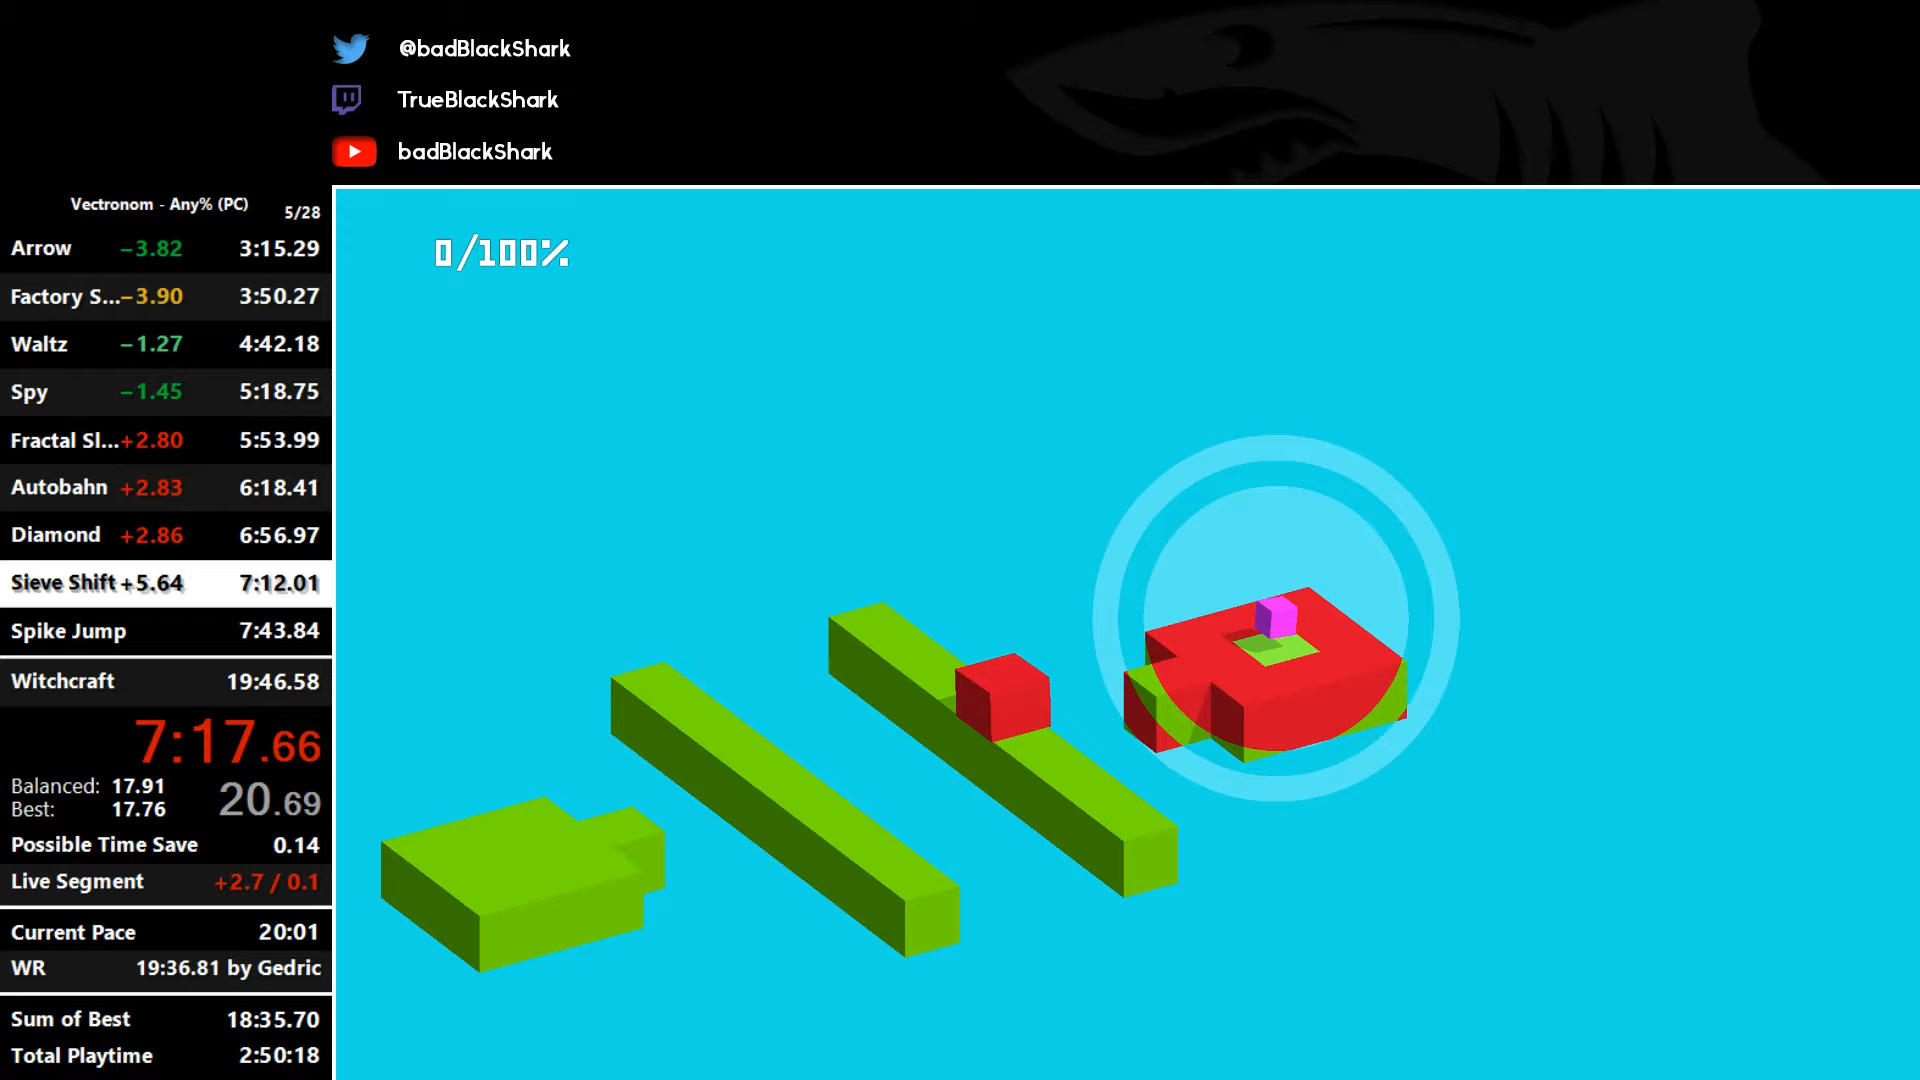 @badBlackShark
TrueBlackShark
badBlackShark
Vectronom - Any% (PC)
5/28
Arrow −3.82 3:15.29
Factory S... −3.90 3:50.27
Waltz −1.27 4:42.18
Spy −1.45 5:18.75
Fractal Sl... +2.80 5:53.99
Autobahn +2.83 6:18.41
Diamond +2.86 6:56.97
Sieve Shift +5.64 7:12.01
Spike Jump 7:43.84
Witchcraft 19:46.58
7:17.66
Balanced: 17.91
Best: 17.76
20.69
Possible Time Save 0.14
Live Segment +2.7 / 0.1
Current Pace 20:01
WR 19:36.81 by Gedric
Sum of Best 18:35.70
Total Playtime 2:50:18
0/100%